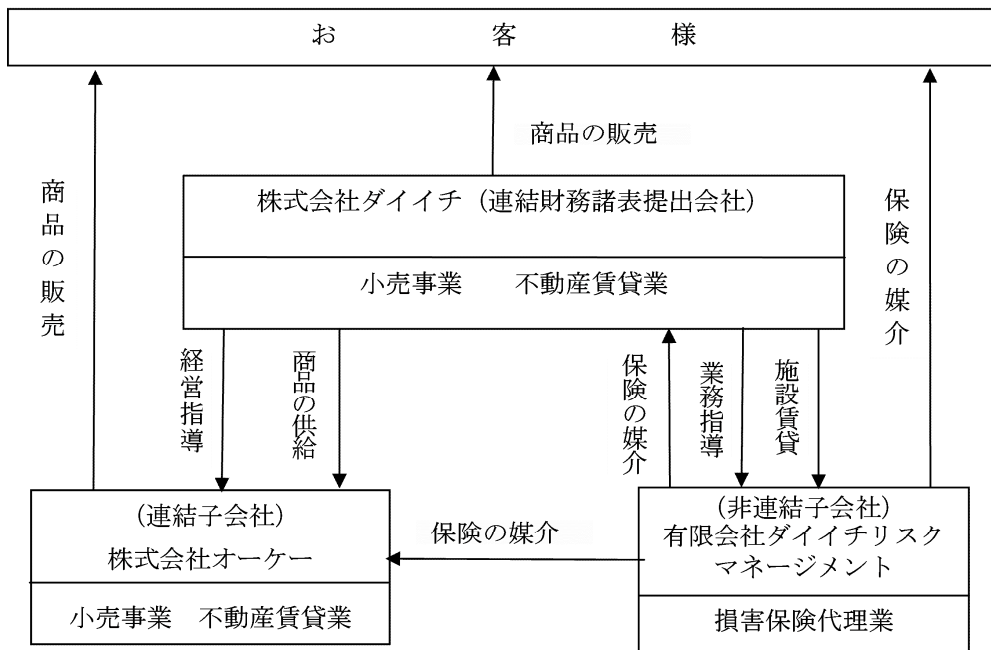 お客様
商品の販売
商品の販売
保険の媒介
株式会社ダイイチ（連結財務諸表提出会社）
小売事業　不動産賃貸業
経営指導
商品の供給
保険の媒介
業務指導
施設賃貸
（連結子会社）
株式会社オーケー
小売事業　不動産賃貸業
保険の媒介
（非連結子会社）
有限会社ダイイチリスク
マネージメント
損害保険代理業